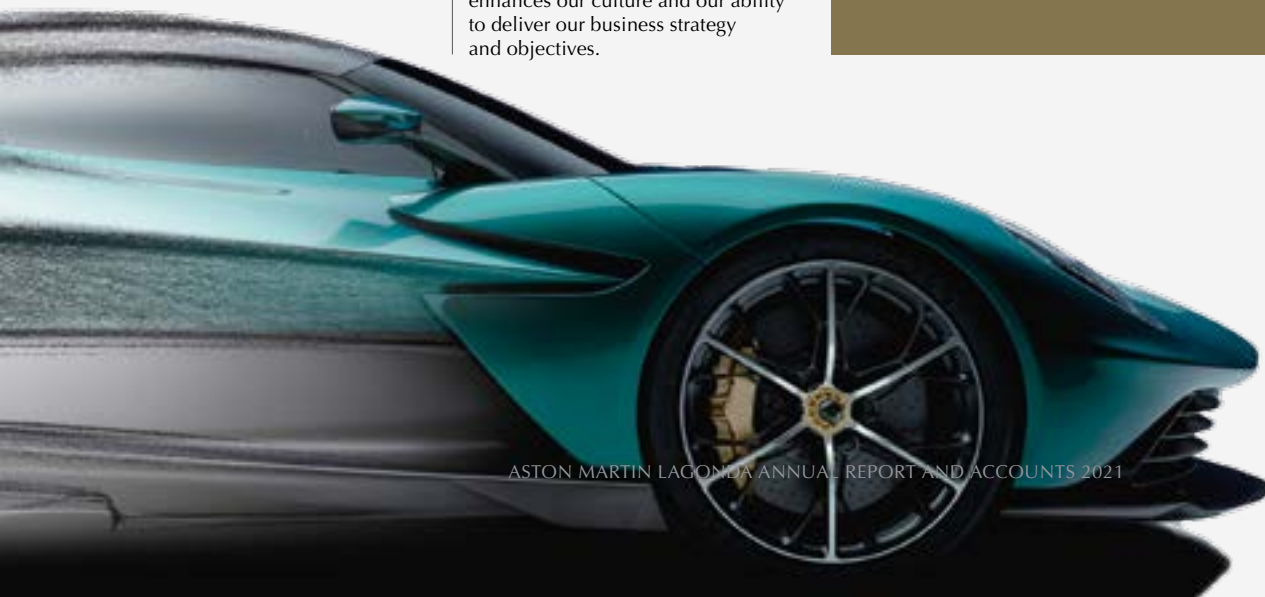 enhances our culture and our ability
to deliver our business strategy
and objectives.
ASTON MARTIN LAGONDA ANNUAL REPORT AND ACCOUNTS 2021